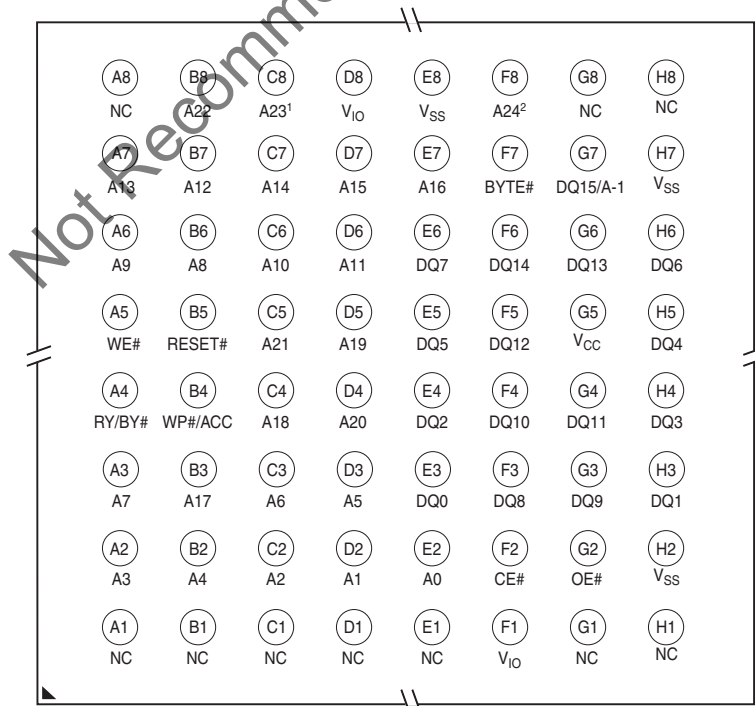 Not Recomm
A8 B8 C8 D8 E8 F8 G8 H8
NC A22 A23¹ V_IO V_SS A24² NC NC
A7 B7 C7 D7 E7 F7 G7 H7
A13 A12 A14 A15 A16 BYTE# DQ15/A-1 V_SS
A6 B6 C6 D6 E6 F6 G6 H6
A9 A8 A10 A11 DQ7 DQ14 DQ13 DQ6
A5 B5 C5 D5 E5 F5 G5 H5
WE# RESET# A21 A19 DQ5 DQ12 V_CC DQ4
A4 B4 C4 D4 E4 F4 G4 H4
RY/BY# WP#/ACC A18 A20 DQ2 DQ10 DQ11 DQ3
A3 B3 C3 D3 E3 F3 G3 H3
A7 A17 A6 A5 DQ0 DQ8 DQ9 DQ1
A2 B2 C2 D2 E2 F2 G2 H2
A3 A4 A2 A1 A0 CE# OE# V_SS
A1 B1 C1 D1 E1 F1 G1 H1
NC NC NC NC NC V_IO NC NC